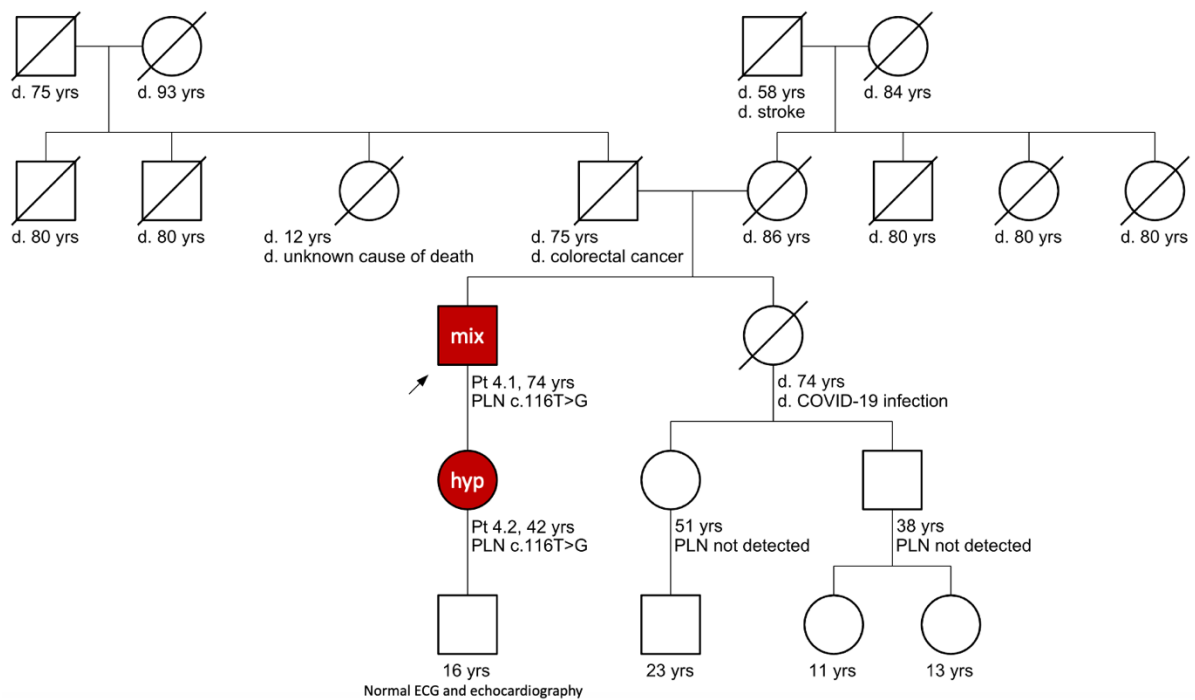 d. 75 yrs
d. 93 yrs
d. 58 yrs
d. stroke
d. 84 yrs
d. 80 yrs
d. 80 yrs
d. 12 yrs
d. unknown cause of death
d. 75 yrs
d. colorectal cancer
d. 86 yrs
d. 80 yrs
d. 80 yrs
d. 80 yrs
mix
Pt 4.1, 74 yrs
PLN c.116T>G
d. 74 yrs
d. COVID-19 infection
hyp
Pt 4.2, 42 yrs
PLN c.116T>G
51 yrs
PLN not detected
38 yrs
PLN not detected
16 yrs
Normal ECG and echocardiography
23 yrs
11 yrs
13 yrs